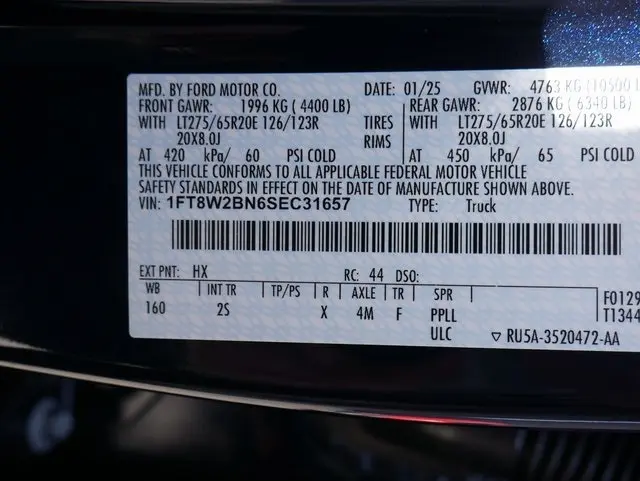 MFD. BY FORD MOTOR CO. DATE: 01/25 GVWR: 4763 KG (10500 L
FRONT GAWR: 1996 KG ( 4400 LB) REAR GAWR: 2876 KG ( 6340 LB)
WITH LT275/65R20E 126/123R TIRES WITH LT275/65R20E 126/123R
20X8.0J RIMS 20X8.0J
AT 420 kPa/ 60 PSI COLD AT 450 kPa/ 65 PSI COLD
THIS VEHICLE CONFORMS TO ALL APPLICABLE FEDERAL MOTOR VEHICLE
SAFETY STANDARDS IN EFFECT ON THE DATE OF MANUFACTURE SHOWN ABOVE.
VIN: 1FT8W2BN6SEC31657 TYPE: Truck
EXT PNT: HX RC: 44 DSO:
WB INT TR TP/PS R AXLE TR SPR F0129
160 2S X 4M F PPLL T1344
ULC RU5A-3520472-AA